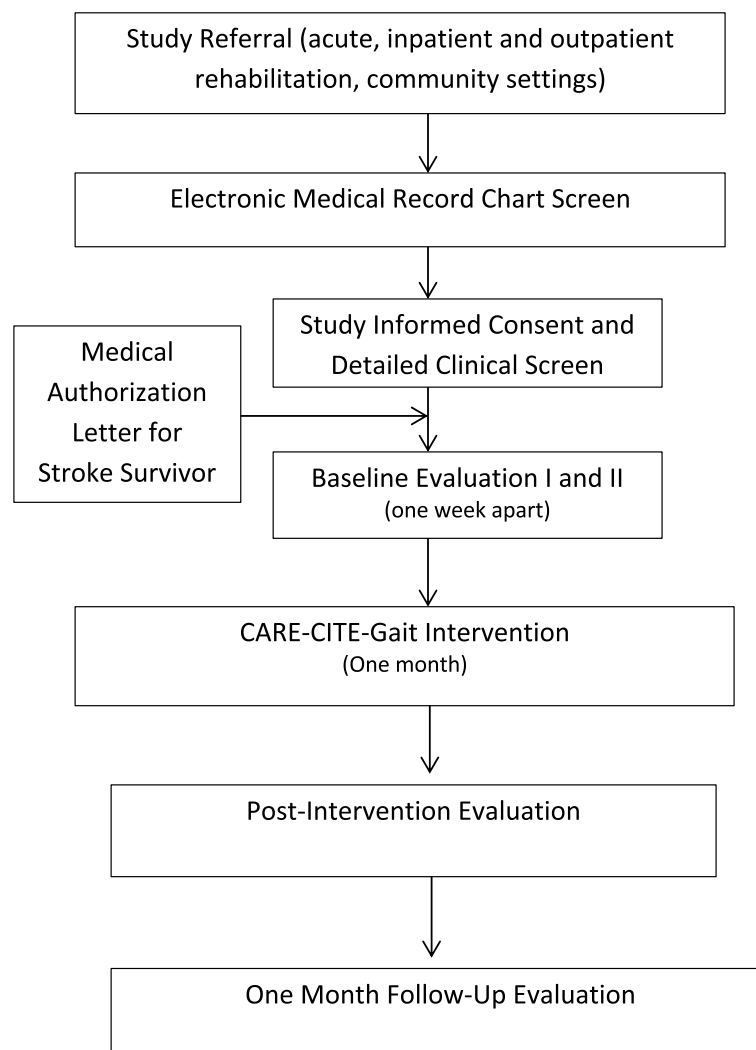 Study Referral (acute, inpatient and outpatient
rehabilitation, community settings)
Electronic Medical Record Chart Screen
Study Informed Consent and
Detailed Clinical Screen
Medical
Authorization
Letter for
Stroke Survivor
Baseline Evaluation I and II
(one week apart)
CARE-CITE-Gait Intervention
(One month)
Post-Intervention Evaluation
One Month Follow-Up Evaluation